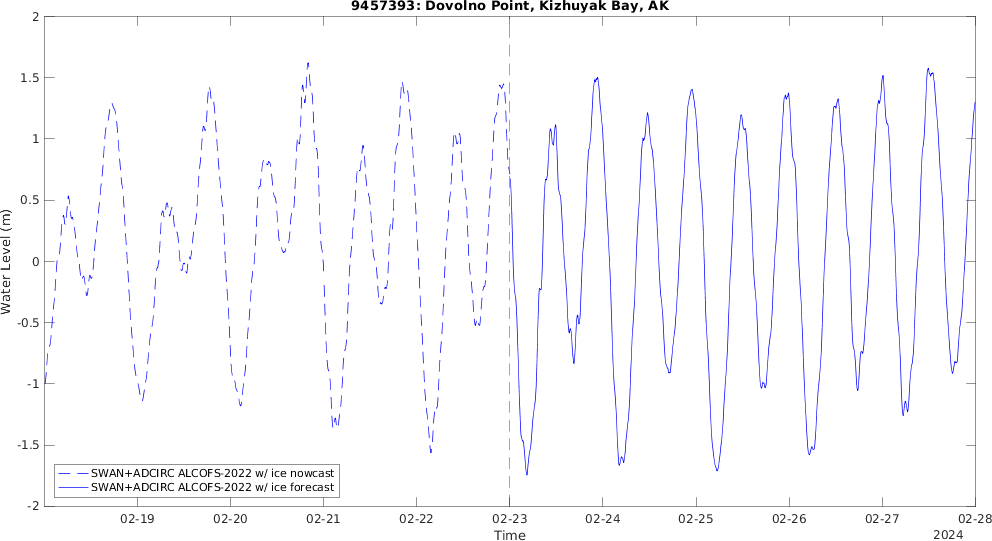 9457393: Dovolno Point, Kizhuyak Bay, AK
2
1.5
1
0.5
0
-0.5
-1
-1.5
-2
Water Level (m)
SWAN+ADCIRC ALCOFS-2022 w/ ice nowcast
SWAN+ADCIRC ALCOFS-2022 w/ ice forecast
02-19 02-20 02-21 02-22 02-23 02-24 02-25 02-26 02-27 02-28
Time
2024